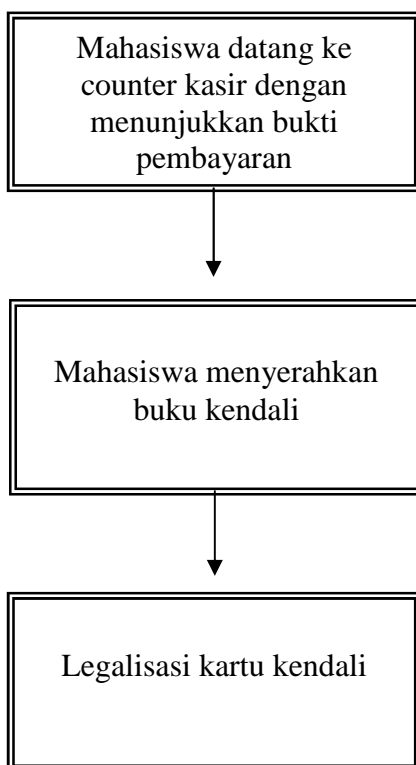 Mahasiswa datang ke
counter kasir dengan
menunjukkan bukti
pembayaran
Mahasiswa menyerahkan
buku kendali
Legalisasi kartu kendali